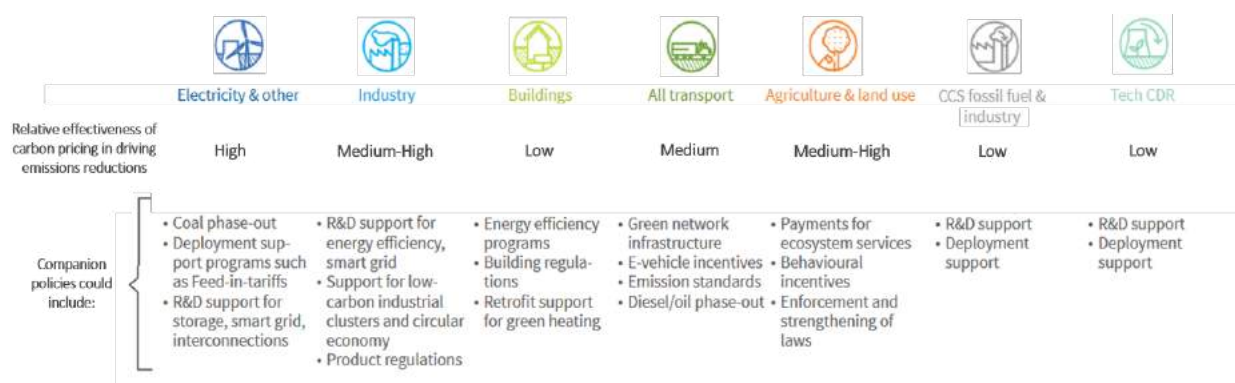 Electricity & other
Industry
Buildings
All transport
Agriculture & land use
CCS fossil fuel &
industry
Tech CDR
Relative effectiveness of
carbon pricing in driving
emissions reductions
High
Medium-High
Low
Medium
Medium-High
Low
Low
Companion
policies could
include:
• Coal phase-out
• Deployment sup-
port programs such
as Feed-in-tariffs
• R&D support for
storage, smart grid,
interconnections
• R&D support for
energy efficiency,
smart grid
• Support for low-
carbon industrial
clusters and circular
economy
• Product regulations
• Energy efficiency
programs
• Building regula-
tions
• Retrofit support
for green heating
• Green network
infrastructure
• E-vehicle incentives
• Emission standards
• Diesel/oil phase-out
• Payments for
ecosystem services
• Behavioural
incentives
• Enforcement and
strengthening of
laws
• R&D support
• Deployment
support
• R&D support
• Deployment
support